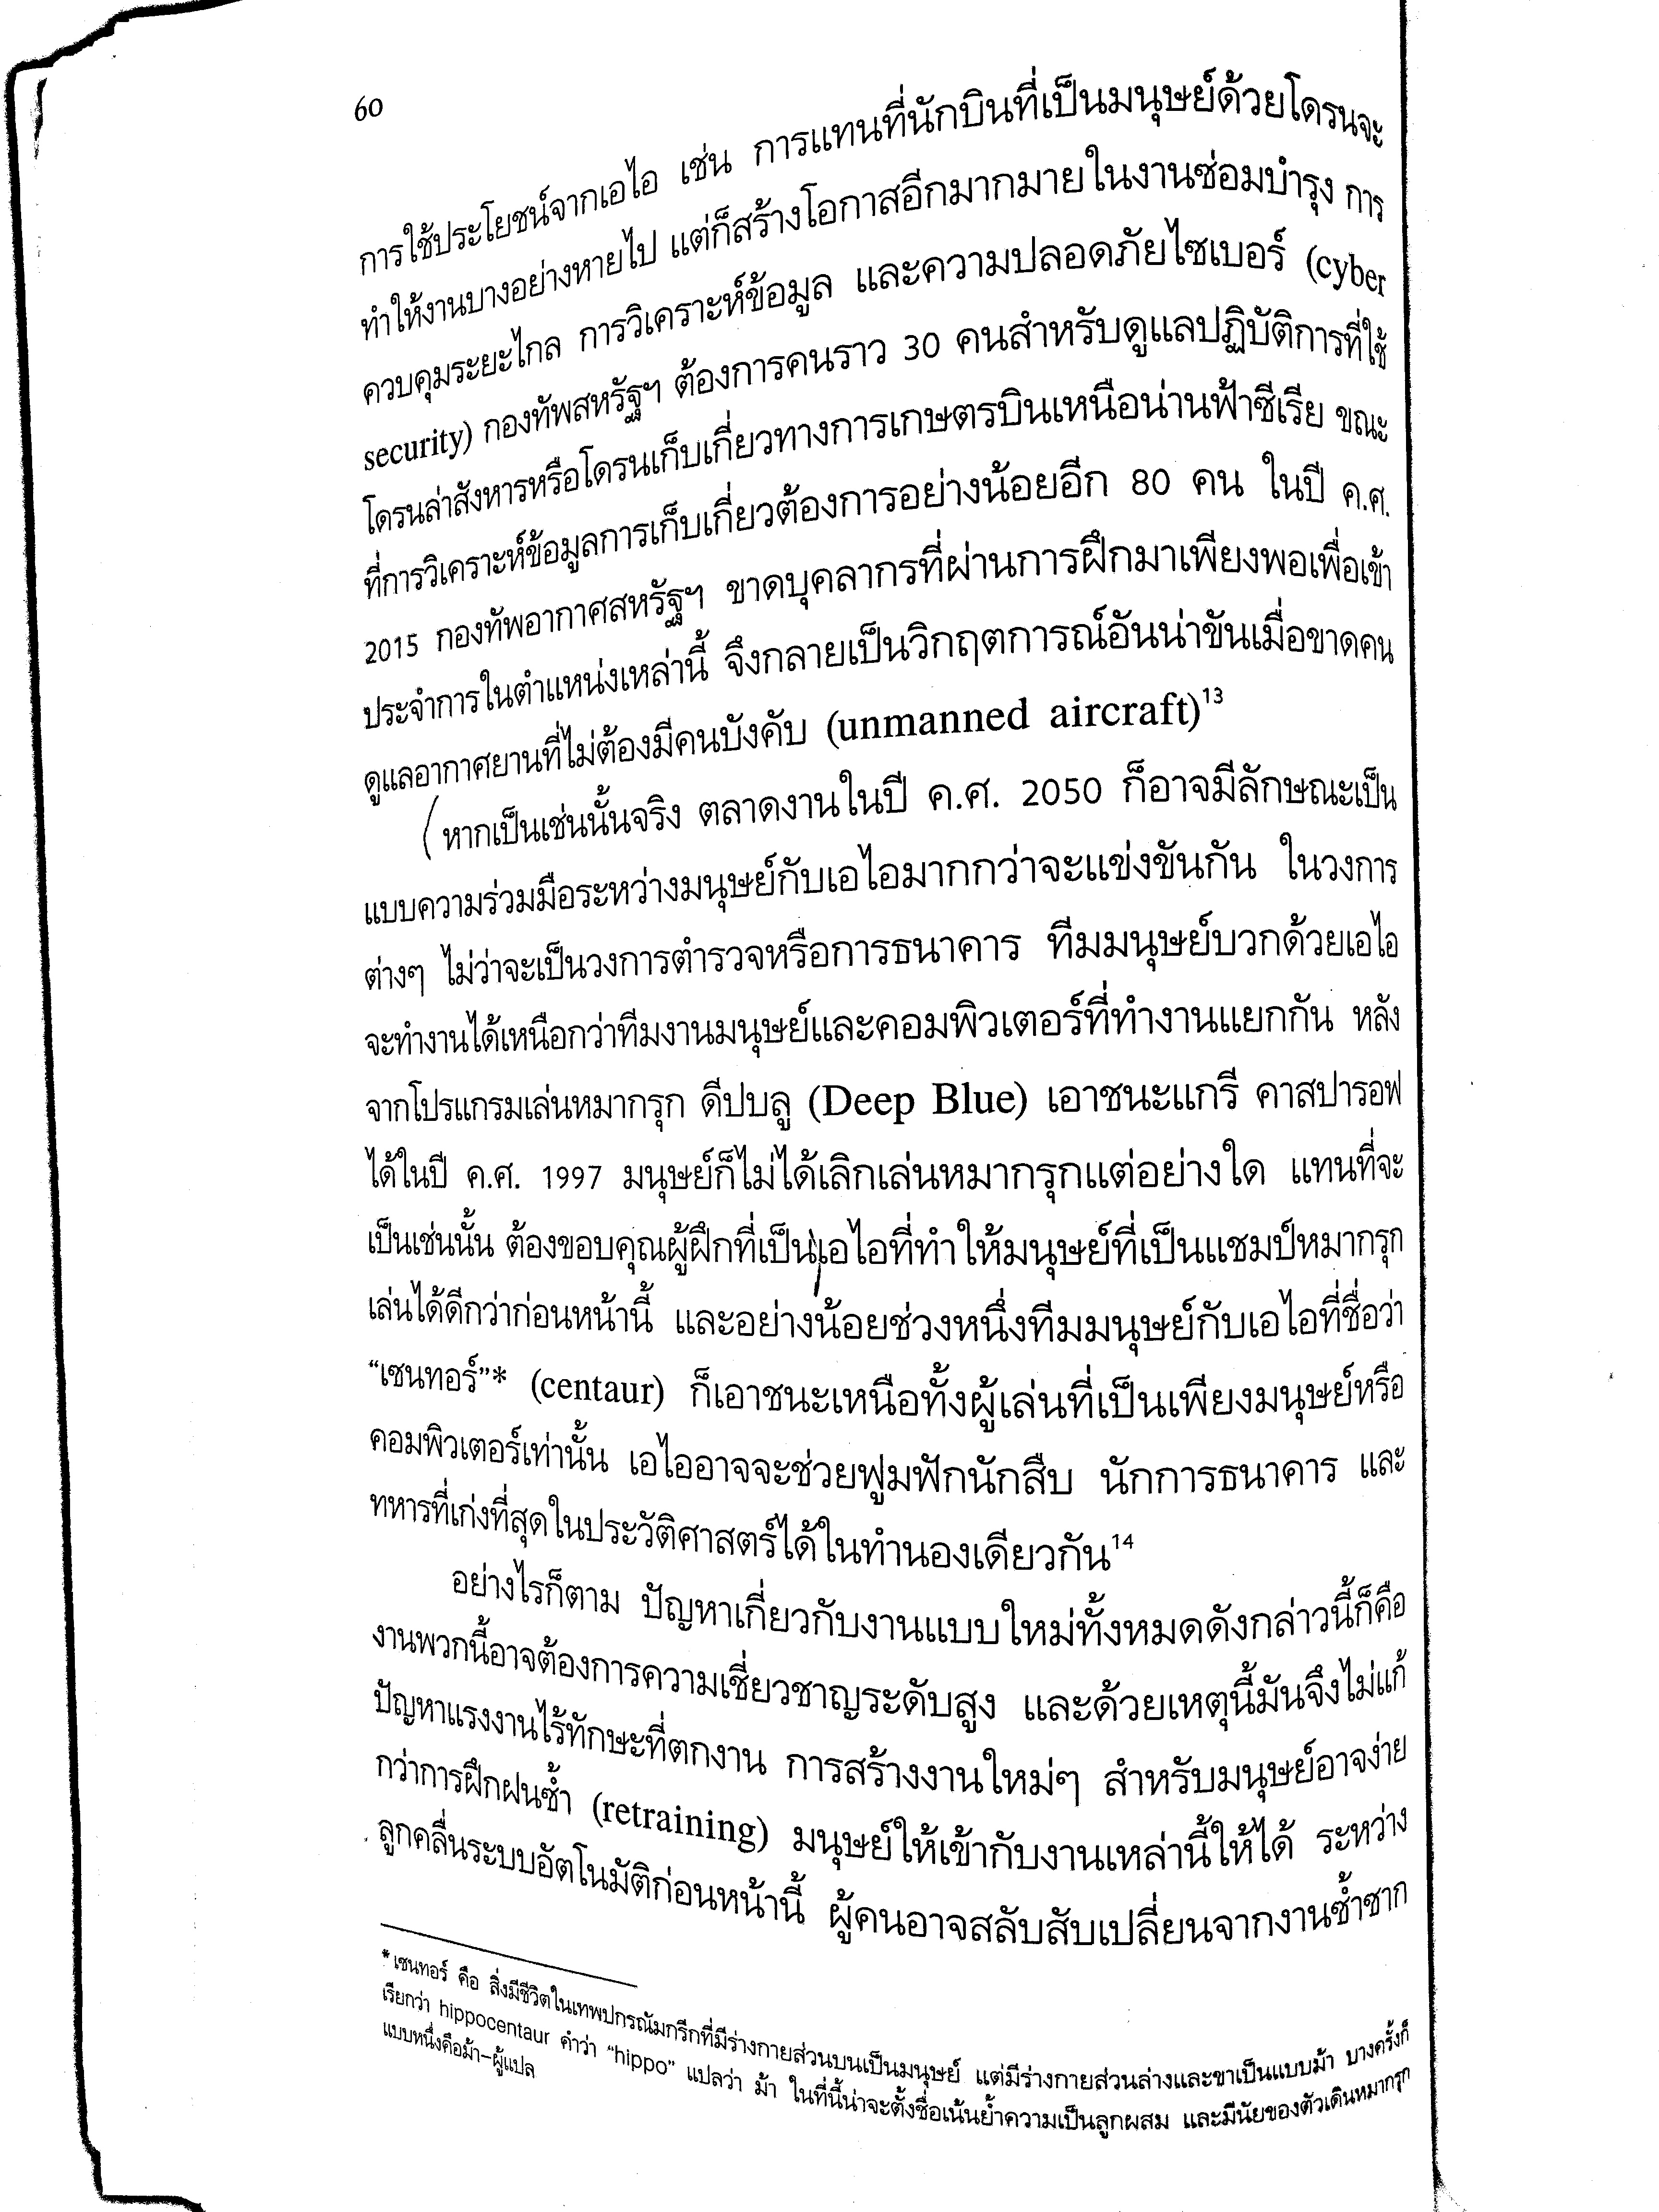 60
การใช้ประโยชน์จากเอไอ เช่น การแทนที่นักบินที่เป็นมนุษย์ด้วยโดรนจะ
ทำให้งานบางอย่างหายไป แต่ก็สร้างโอกาสอีกมากมายในงานซ่อมบำรุง การ
ควบคุมระยะไกล การวิเคราะห์ข้อมูล และความปลอดภัยไซเบอร์ (cyber
security) กองทัพสหรัฐฯ ต้องการคนราว 30 คนสำหรับดูแลปฏิบัติการที่ใช้
โดรนล่าสังหารหรือโดรนเก็บเกี่ยวทางการเกษตรบินเหนือน่านฟ้าซีเรีย ขณะ
ที่การวิเคราะห์ข้อมูลการเก็บเกี่ยวต้องการอย่างน้อยอีก 80 คน ในปี ค.ศ.
2015 กองทัพอากาศสหรัฐฯ ขาดบุคลากรที่ผ่านการฝึกมาเพียงพอเพื่อเข้า
ประจำการในตำแหน่งเหล่านี้ จึงกลายเป็นวิกฤตการณ์อันน่าขันเมื่อขาดคน
ดูแลอากาศยานที่ไม่ต้องมีคนบังคับ (unmanned aircraft)¹³
หากเป็นเช่นนั้นจริง ตลาดงานในปี ค.ศ. 2050 ก็อาจมีลักษณะเป็น
แบบความร่วมมือระหว่างมนุษย์กับเอไอมากกว่าจะแข่งขันกัน ในวงการ
ต่างๆ ไม่ว่าจะเป็นวงการตำรวจหรือการธนาคาร ทีมมนุษย์บวกด้วยเอไอ
จะทำงานได้เหนือกว่าทีมงานมนุษย์และคอมพิวเตอร์ที่ทำงานแยกกัน หลัง
จากโปรแกรมเล่นหมากรุก ดีปบลู (Deep Blue) เอาชนะแกรี คาสปารอฟ
ได้ในปี ค.ศ. 1997 มนุษย์ก็ไม่ได้เลิกเล่นหมากรุกแต่อย่างใด แทนที่จะ
เป็นเช่นนั้น ต้องขอบคุณผู้ฝึกที่เป็นเอไอที่ทำให้มนุษย์ที่เป็นแชมป์หมากรุก
เล่นได้ดีกว่าก่อนหน้านี้ และอย่างน้อยช่วงหนึ่งทีมมนุษย์กับเอไอที่ชื่อว่า
“เซนทอร์”* (centaur) ก็เอาชนะเหนือทั้งผู้เล่นที่เป็นเพียงมนุษย์หรือ
คอมพิวเตอร์เท่านั้น เอไออาจจะช่วยฟูมฟักนักสืบ นักการธนาคาร และ
ทหารที่เก่งที่สุดในประวัติศาสตร์ได้ในทำนองเดียวกัน¹⁴
อย่างไรก็ตาม ปัญหาเกี่ยวกับงานแบบใหม่ทั้งหมดดังกล่าวนี้ก็คือ
งานพวกนี้อาจต้องการความเชี่ยวชาญระดับสูง และด้วยเหตุนี้มันจึงไม่แก้
ปัญหาแรงงานไร้ทักษะที่ตกงาน การสร้างงานใหม่ๆ สำหรับมนุษย์อาจง่าย
กว่าการฝึกฝนซ้ำ (retraining) มนุษย์ให้เข้ากับงานเหล่านี้ให้ได้ ระหว่าง
ลูกคลื่นระบบอัตโนมัติก่อนหน้านี้ ผู้คนอาจสลับสับเปลี่ยนจากงานซ้ำซาก
* เซนทอร์ คือ สิ่งมีชีวิตในเทพปกรณัมกรีกที่มีร่างกายส่วนบนเป็นมนุษย์ แต่มีร่างกายส่วนล่างและขาเป็นแบบม้า บางครั้งก็
เรียกว่า hippocentaur คำว่า “hippo” แปลว่า ม้า ในที่นี้น่าจะตั้งชื่อเน้นย้ำความเป็นลูกผสม และมีนัยของตัวเดินหมากรุก
แบบหนึ่งคือม้า–ผู้แปล